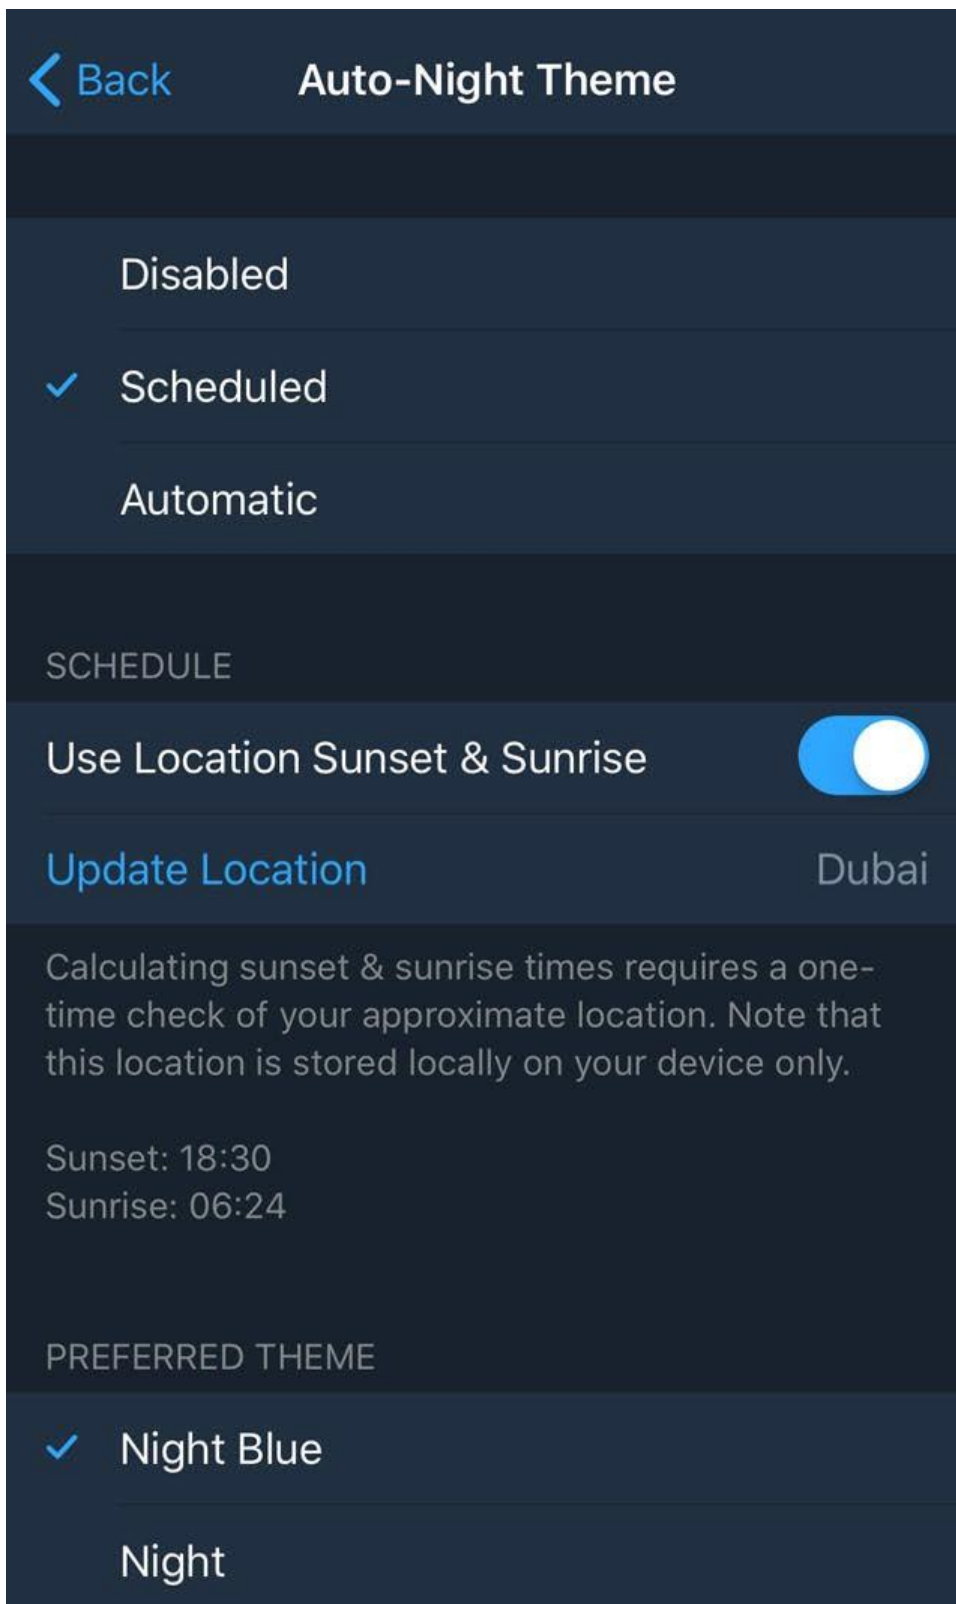 Back
Auto-Night Theme
Disabled
Scheduled
Automatic
SCHEDULE
Use Location Sunset & Sunrise
Update Location
Dubai
Calculating sunset & sunrise times requires a one-
time check of your approximate location. Note that
this location is stored locally on your device only.
Sunset: 18:30
Sunrise: 06:24
PREFERRED THEME
Night Blue
Night